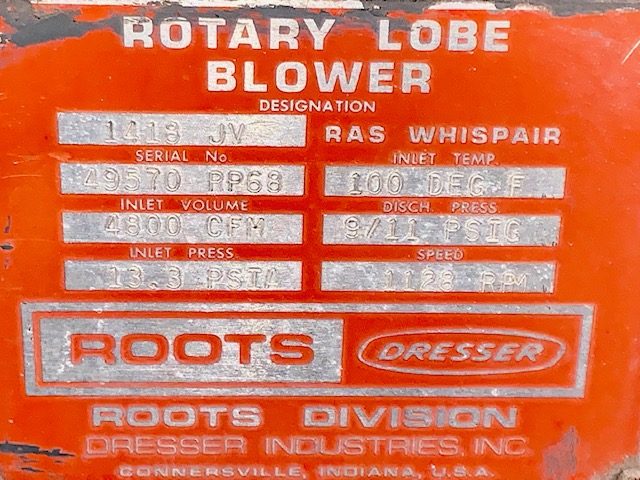 ROTARY LOBE
BLOWER
DESIGNATION
1418 JV RAS WHISPAIR
SERIAL No. INLET TEMP.
49570 PP68 100 DEG F
INLET VOLUME DISCH. PRESS.
4800 CFM 9/11 PSIG
INLET PRESS. SPEED
13.3 PSIA 1128 RPM
ROOTS DRESSER
ROOTS DIVISION
DRESSER INDUSTRIES, INC.
CONNERSVILLE, INDIANA, U.S.A.